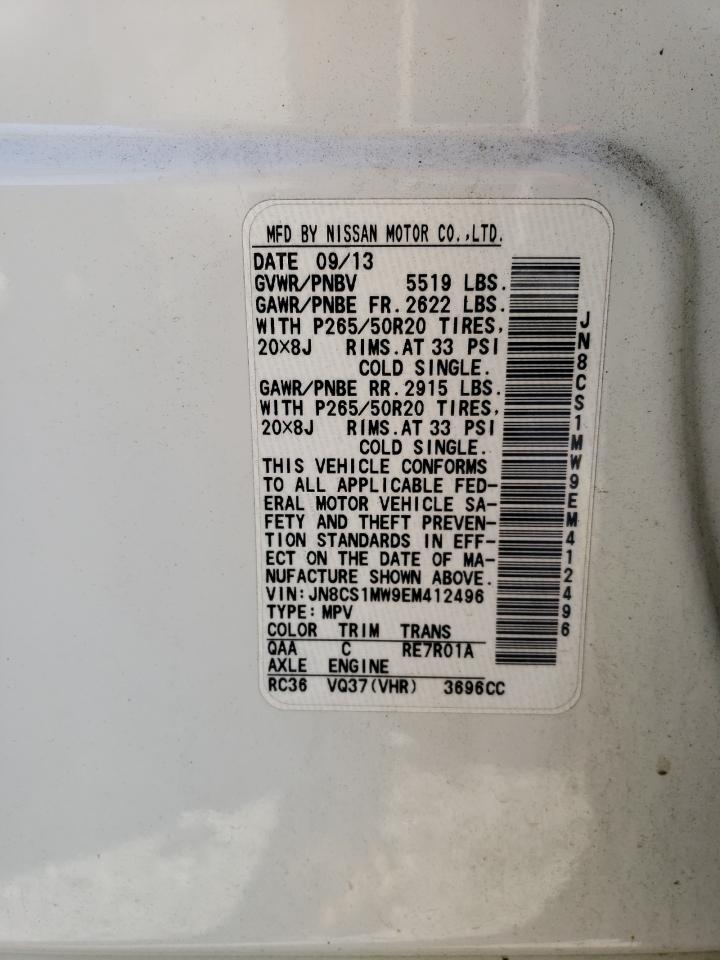 MFD BY NISSAN MOTOR CO.,LTD.
DATE 09/13
GVWR/PNBV 5519 LBS.
GAWR/PNBE FR.2622 LBS.
WITH P265/50R20 TIRES,
20×8J RIMS.AT 33 PSI
COLD SINGLE.
GAWR/PNBE RR.2915 LBS.
WITH P265/50R20 TIRES,
20×8J RIMS.AT 33 PSI
COLD SINGLE.
THIS VEHICLE CONFORMS
TO ALL APPLICABLE FED-
ERAL MOTOR VEHICLE SA-
FETY AND THEFT PREVEN-
TION STANDARDS IN EFF-
ECT ON THE DATE OF MA-
NUFACTURE SHOWN ABOVE.
VIN:JN8CS1MW9EM412496
TYPE:MPV
COLOR TRIM TRANS
QAA C RE7R01A
AXLE ENGINE
RC36 VQ37(VHR) 3696CC
JN8CS1MW9EM412496